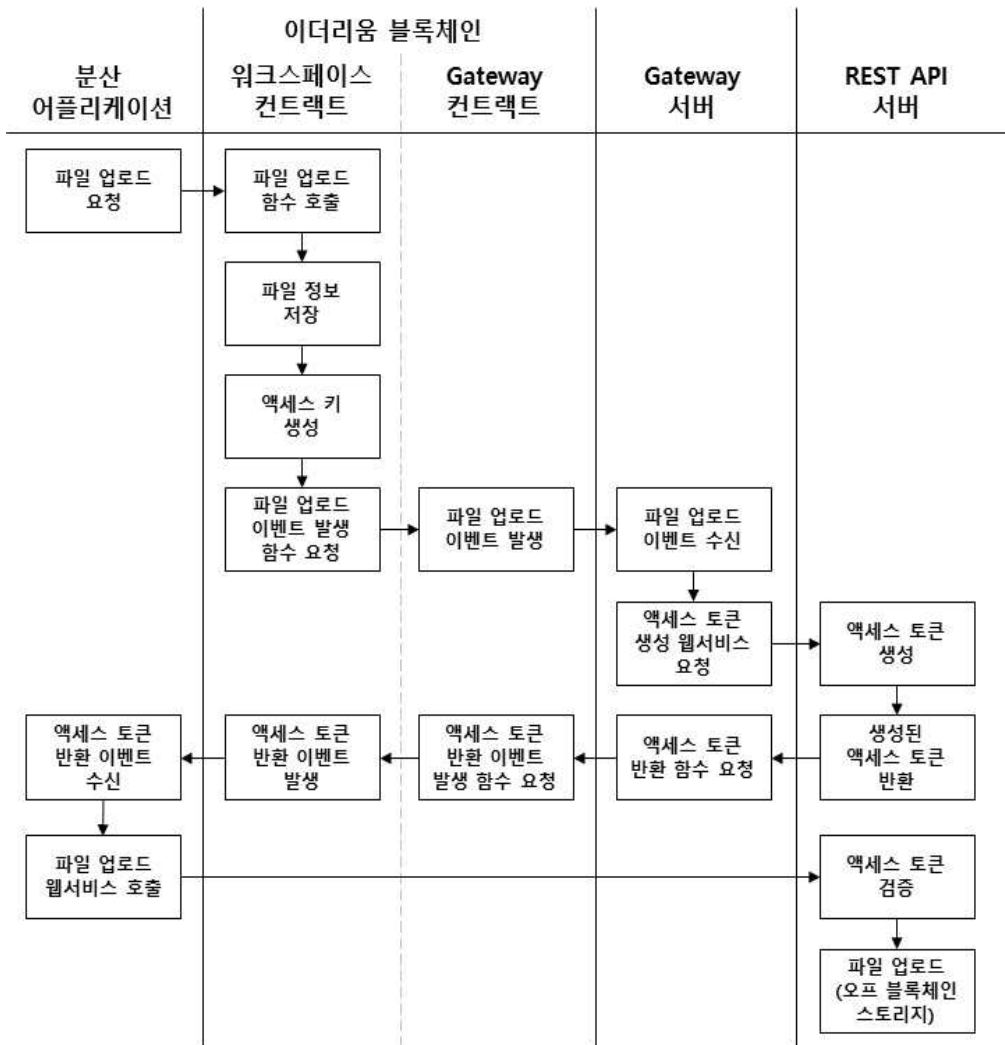 이더리움 블록체인
분산
어플리케이션
워크스페이스
컨트랙트
Gateway
컨트랙트
Gateway
서버
REST API
서버
파일 업로드
요청
파일 업로드
함수 호출
파일 정보
저장
액세스 키
생성
파일 업로드
이벤트 발생
함수 요청
파일 업로드
이벤트 발생
파일 업로드
이벤트 수신
액세스 토큰
생성 웹서비스
요청
액세스 토큰
생성
액세스 토큰
반환 이벤트
수신
액세스 토큰
반환 이벤트
발생
액세스 토큰
반환 이벤트
발생 함수 요청
액세스 토큰
반환 함수 요청
생성된
액세스 토큰
반환
파일 업로드
웹서비스 호출
액세스 토큰
검증
파일 업로드
(오프 블록체인
스토리지)